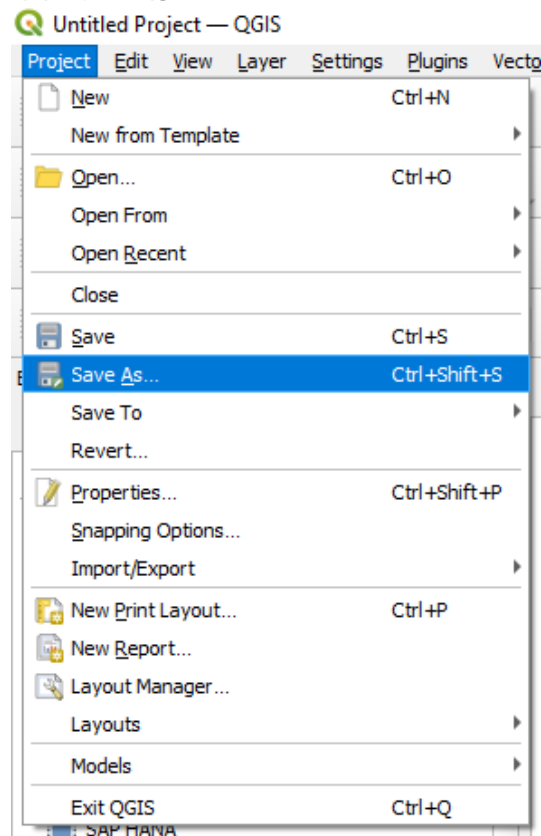 Untitled Project — QGIS
Project Edit View Layer Settings Plugins Vecto
New Ctrl+N
New from Template
Open... Ctrl+O
Open From
Open Recent
Close
Save Ctrl+S
Save As... Ctrl+Shift+S
Save To
Revert...
Properties... Ctrl+Shift+P
Snapping Options...
Import/Export
New Print Layout... Ctrl+P
New Report...
Layout Manager...
Layouts
Models
Exit QGIS Ctrl+Q
SAP HANA